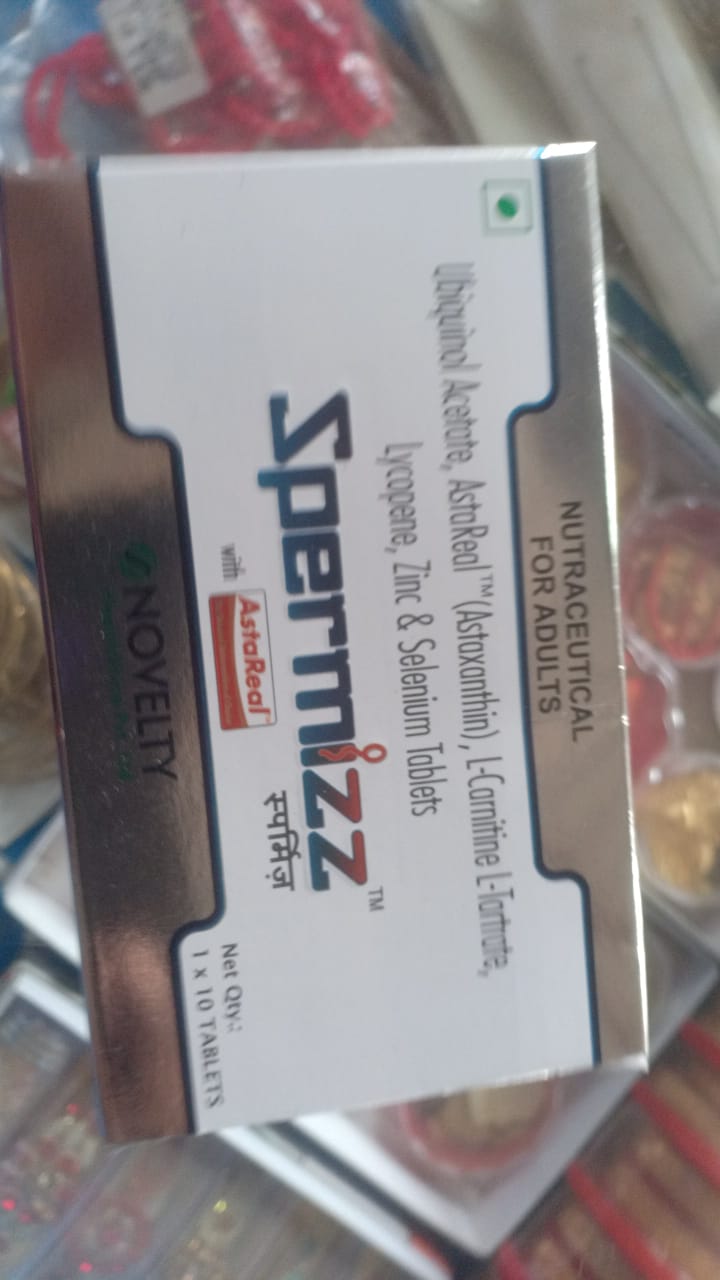 NUTRACEUTICAL
FOR ADULTS
Ubiquinol Acetate, AstaReal™ (Astaxanthin), L-Carnitine L-Tartrate,
Lycopene, Zinc & Selenium Tablets
Spermizz™
स्पर्मिज़
with AstaReal™
Net Qty.:
1 x 10 TABLETS
NOVELTY